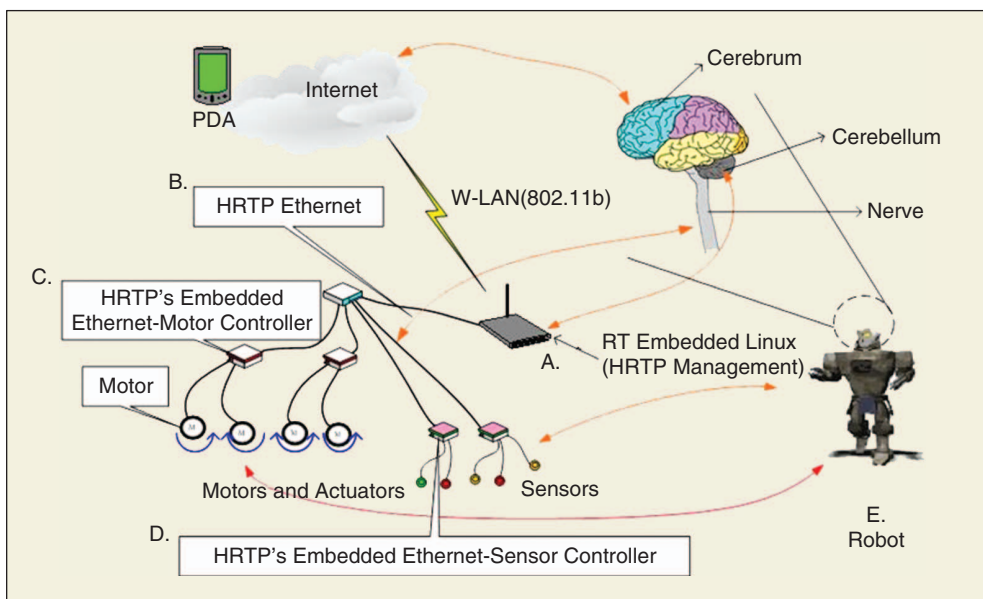 Internet
PDA
Cerebrum
Cerebellum
Nerve
W-LAN(802.11b)
B.
HRTP Ethernet
C.
HRTP's Embedded
Ethernet-Motor Controller
A.
RT Embedded Linux
(HRTP Management)
Motor
M
M
M
M
Motors and Actuators
Sensors
D.
HRTP's Embedded Ethernet-Sensor Controller
E.
Robot